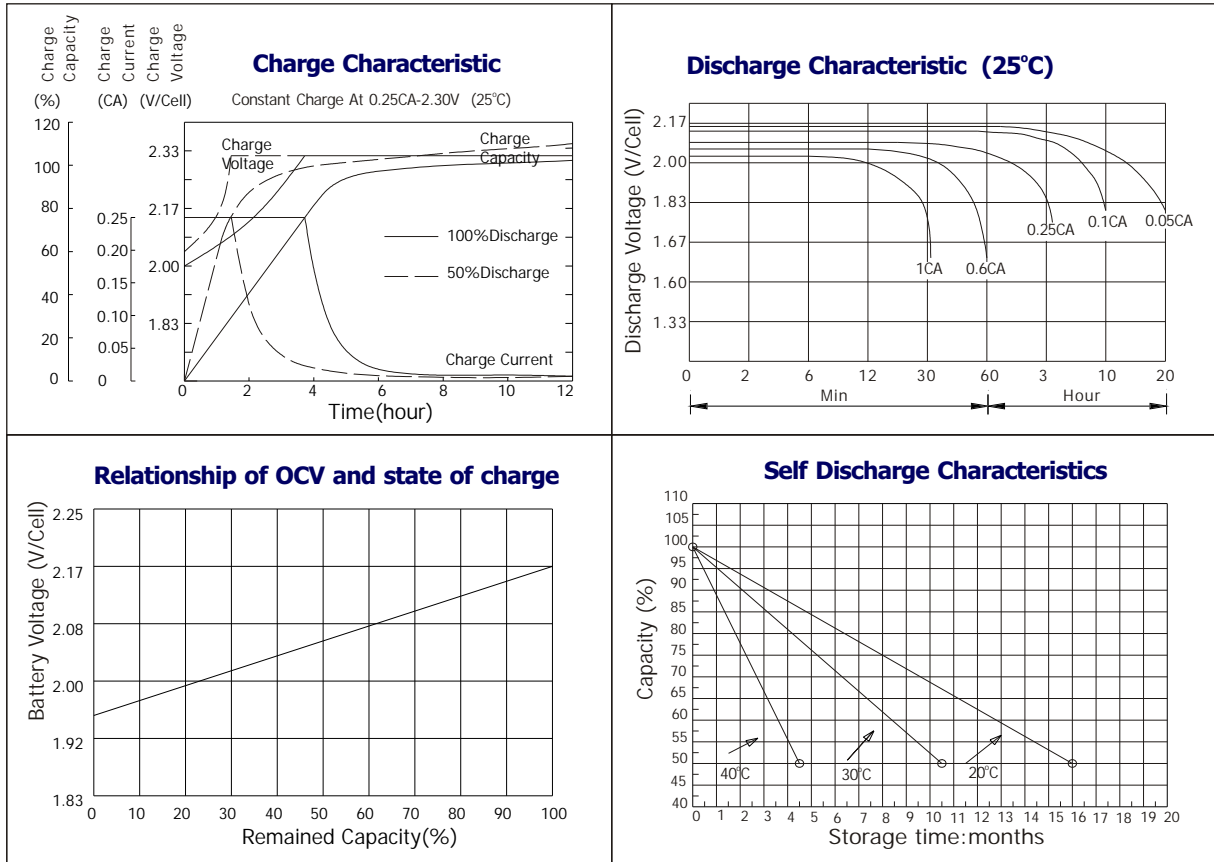 Charge Capacity
Charge Current
Charge Voltage
(%) (CA) (V/Cell)
Charge Characteristic
Constant Charge At 0.25CA-2.30V (25°C)
120
100
80
60
40
20
0
0.25
0.20
0.15
0.10
0.05
0
2.33
2.17
2.00
1.83
Charge Voltage
Charge Capacity
100%Discharge
50%Discharge
Charge Current
0 2 4 6 8 10 12
Time(hour)
Discharge Characteristic (25°C)
Discharge Voltage (V/Cell)
2.17
2.00
1.83
1.67
1.60
1.33
1CA 0.6CA 0.25CA 0.1CA 0.05CA
0 2 6 12 30 60 3 10 20
Min Hour
Relationship of OCV and state of charge
Battery Voltage (V/Cell)
2.25
2.17
2.08
2.00
1.92
1.83
0 10 20 30 40 50 60 70 80 90 100
Remained Capacity(%)
Self Discharge Characteristics
Capacity (%)
110
105
100
95
90
85
80
75
70
65
60
55
50
45
40
40°C 30°C 20°C
0 1 2 3 4 5 6 7 8 9 10 11 12 13 14 15 16 17 18 19 20
Storage time:months